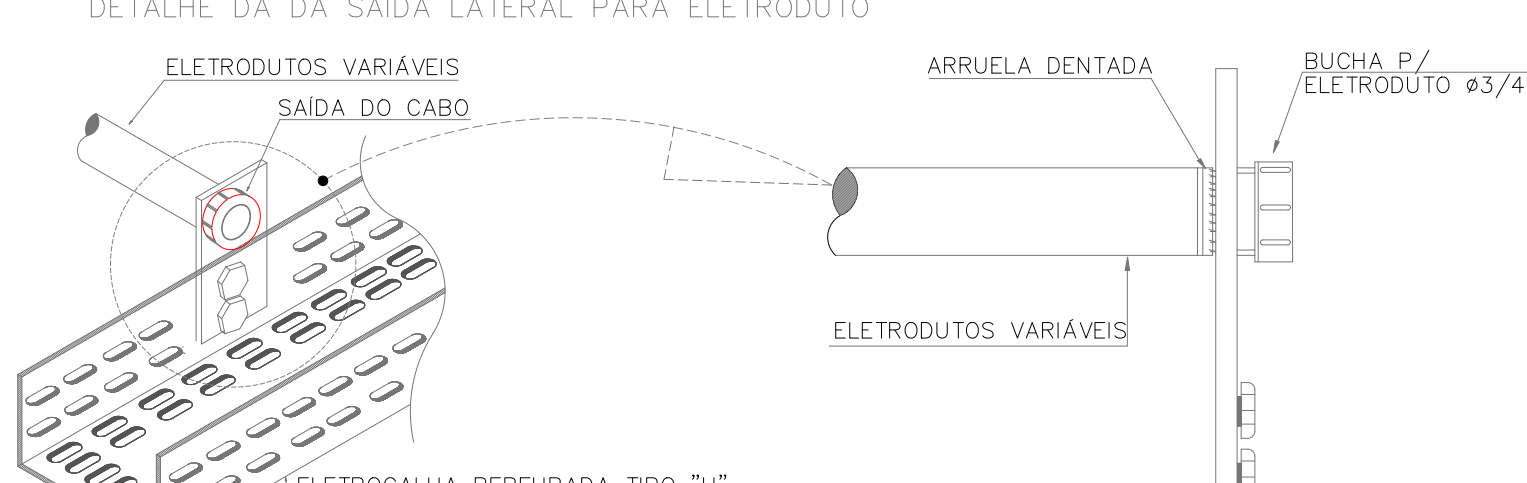 DETALHE DA DA SAÍDA LATERAL PARA ELETRODUTO
ELETRODUTOS VARIÁVEIS
SAÍDA DO CABO
ARRUELA DENTADA
BUCHA P/
ELETRODUTO ø3/4
ELETRODUTOS VARIÁVEIS
ELETROCALHA PERFURADA TIPO "U"